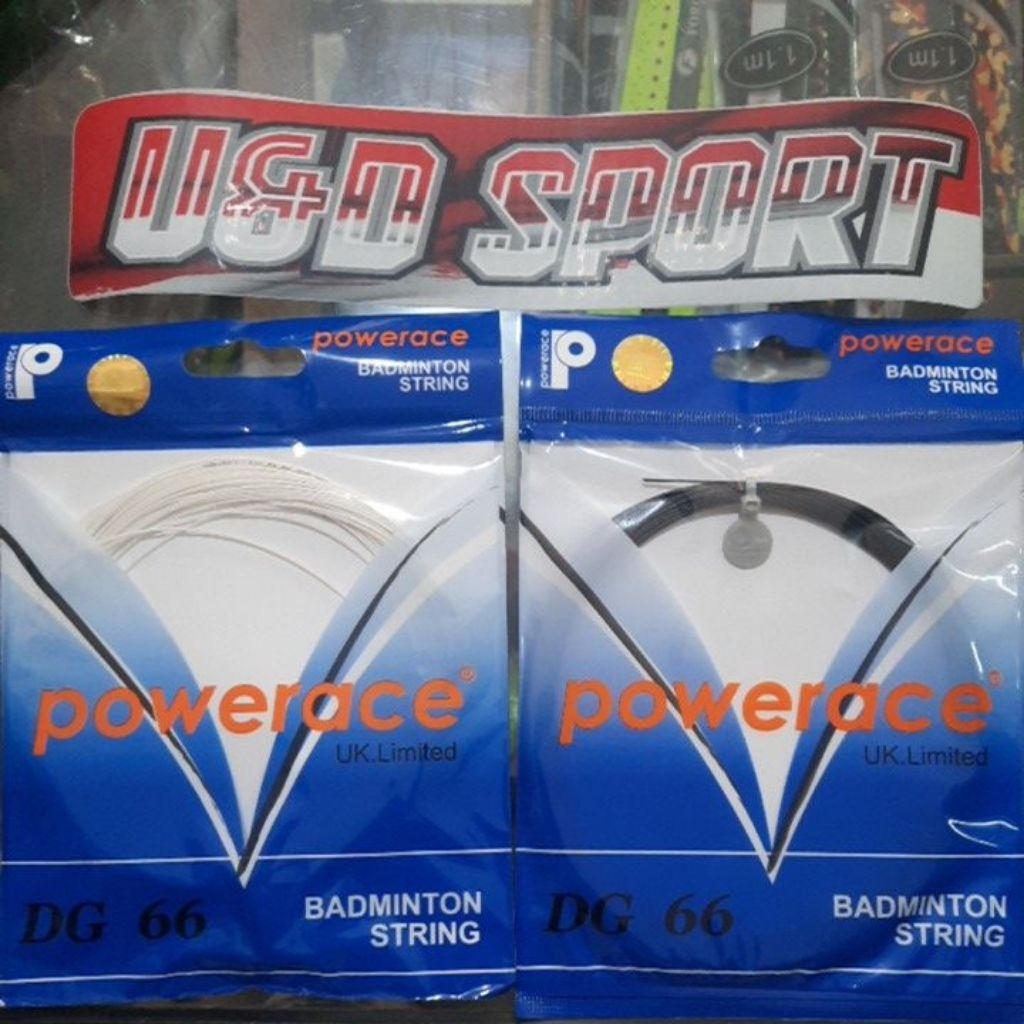 1.1m
1.1m
U&D SPORT
powerace
powerace
BADMINTON
STRING
powerace
powerace
BADMINTON
STRING
powerace®
UK.Limited
DG 66
BADMINTON
STRING
powerace®
UK.Limited
DG 66
BADMINTON
STRING